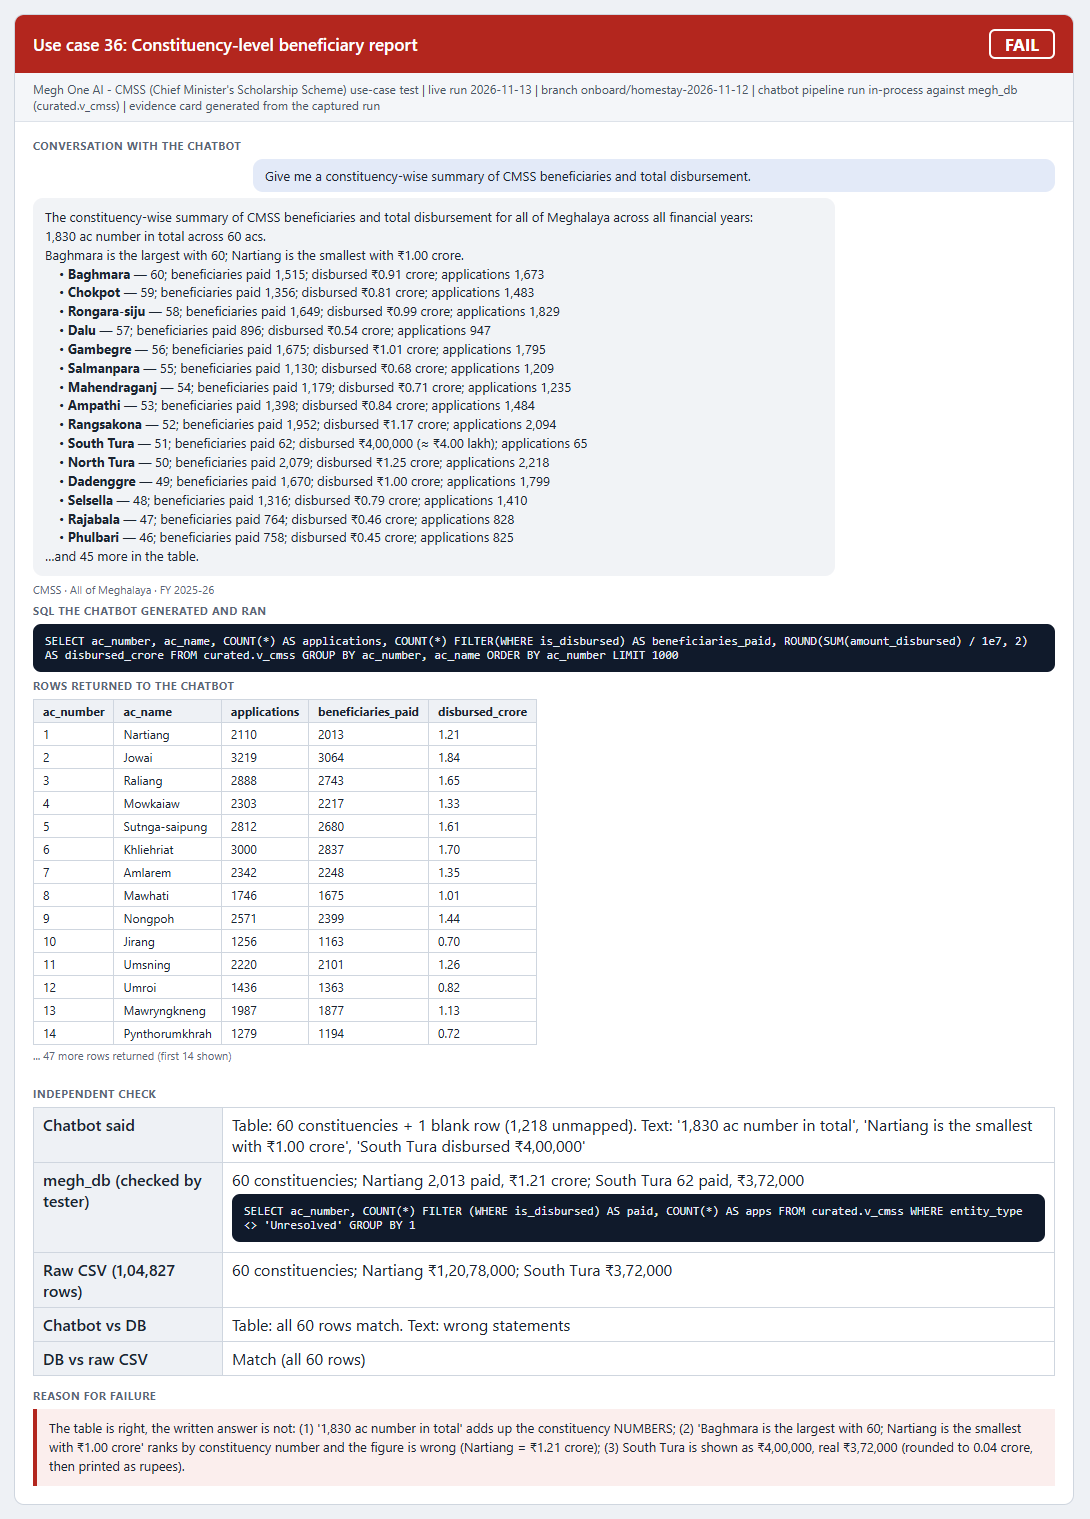 Use case 36: Constituency-level beneficiary report
FAIL
Megh One AI - CMSS (Chief Minister's Scholarship Scheme) use-case test | live run 2026-11-13 | branch onboard/homestay-2026-11-12 | chatbot pipeline run in-process against megh_db
(curated.v_cmss) | evidence card generated from the captured run
CONVERSATION WITH THE CHATBOT
Give me a constituency-wise summary of CMSS beneficiaries and total disbursement.
The constituency-wise summary of CMSS beneficiaries and total disbursement for all of Meghalaya across all financial years:
1,830 ac number in total across 60 acs.
Baghmara is the largest with 60; Nartiang is the smallest with ₹1.00 crore.
• Baghmara — 60; beneficiaries paid 1,515; disbursed ₹0.91 crore; applications 1,673
• Chokpot — 59; beneficiaries paid 1,356; disbursed ₹0.81 crore; applications 1,483
• Rongara-siju — 58; beneficiaries paid 1,649; disbursed ₹0.99 crore; applications 1,829
• Dalu — 57; beneficiaries paid 896; disbursed ₹0.54 crore; applications 947
• Gambegre — 56; beneficiaries paid 1,675; disbursed ₹1.01 crore; applications 1,795
• Salmanpara — 55; beneficiaries paid 1,130; disbursed ₹0.68 crore; applications 1,209
• Mahendraganj — 54; beneficiaries paid 1,179; disbursed ₹0.71 crore; applications 1,235
• Ampathi — 53; beneficiaries paid 1,398; disbursed ₹0.84 crore; applications 1,484
• Rangsakona — 52; beneficiaries paid 1,952; disbursed ₹1.17 crore; applications 2,094
• South Tura — 51; beneficiaries paid 62; disbursed ₹4,00,000 (≈ ₹4.00 lakh); applications 65
• North Tura — 50; beneficiaries paid 2,079; disbursed ₹1.25 crore; applications 2,218
• Dadenggre — 49; beneficiaries paid 1,670; disbursed ₹1.00 crore; applications 1,799
• Selsella — 48; beneficiaries paid 1,316; disbursed ₹0.79 crore; applications 1,410
• Rajabala — 47; beneficiaries paid 764; disbursed ₹0.46 crore; applications 828
• Phulbari — 46; beneficiaries paid 758; disbursed ₹0.45 crore; applications 825
...and 45 more in the table.
CMSS · All of Meghalaya · FY 2025-26
SQL THE CHATBOT GENERATED AND RAN
SELECT ac_number, ac_name, COUNT(*) AS applications, COUNT(*) FILTER(WHERE is_disbursed) AS beneficiaries_paid, ROUND(SUM(amount_disbursed) / 1e7, 2)
AS disbursed_crore FROM curated.v_cmss GROUP BY ac_number, ac_name ORDER BY ac_number LIMIT 1000
ROWS RETURNED TO THE CHATBOT
ac_number ac_name applications beneficiaries_paid disbursed_crore
1 Nartiang 2110 2013 1.21
2 Jowai 3219 3064 1.84
3 Raliang 2888 2743 1.65
4 Mowkaiaw 2303 2217 1.33
5 Sutnga-saipung 2812 2680 1.61
6 Khliehriat 3000 2837 1.70
7 Amlarem 2342 2248 1.35
8 Mawhati 1746 1675 1.01
9 Nongpoh 2571 2399 1.44
10 Jirang 1256 1163 0.70
11 Umsning 2220 2101 1.26
12 Umroi 1436 1363 0.82
13 Mawryngkneng 1987 1877 1.13
14 Pynthorumkhrah 1279 1194 0.72
... 47 more rows returned (first 14 shown)
INDEPENDENT CHECK
Chatbot said
Table: 60 constituencies + 1 blank row (1,218 unmapped). Text: '1,830 ac number in total', 'Nartiang is the smallest
with ₹1.00 crore', 'South Tura disbursed ₹4,00,000'
megh_db (checked by
tester)
60 constituencies; Nartiang 2,013 paid, ₹1.21 crore; South Tura 62 paid, ₹3,72,000
SELECT ac_number, COUNT(*) FILTER (WHERE is_disbursed) AS paid, COUNT(*) AS apps FROM curated.v_cmss WHERE entity_type
<> 'Unresolved' GROUP BY 1
Raw CSV (1,04,827
rows)
60 constituencies; Nartiang ₹1,20,78,000; South Tura ₹3,72,000
Chatbot vs DB
Table: all 60 rows match. Text: wrong statements
DB vs raw CSV
Match (all 60 rows)
REASON FOR FAILURE
The table is right, the written answer is not: (1) '1,830 ac number in total' adds up the constituency NUMBERS; (2) 'Baghmara is the largest with 60; Nartiang is the smallest
with ₹1.00 crore' ranks by constituency number and the figure is wrong (Nartiang = ₹1.21 crore); (3) South Tura is shown as ₹4,00,000, real ₹3,72,000 (rounded to 0.04 crore,
then printed as rupees).